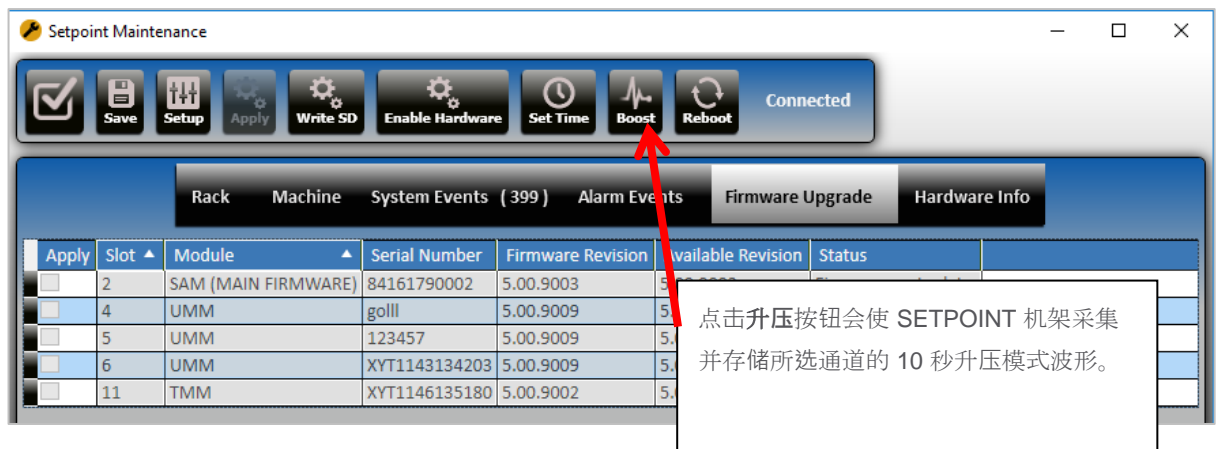 Setpoint Maintenance
Save Setup Apply Write SD Enable Hardware Set Time Boost Reboot Connected
Rack Machine System Events ( 399 ) Alarm Events Firmware Upgrade Hardware Info
Apply Slot Module Serial Number Firmware Revision Available Revision Status
2 SAM (MAIN FIRMWARE) 84161790002 5.00.9003
4 UMM golll 5.00.9009
5 UMM 123457 5.00.9009
6 UMM XYT1143134203 5.00.9009
11 TMM XYT1146135180 5.00.9002
点击升压按钮会使 SETPOINT 机架采集
并存储所选通道的 10 秒升压模式波形。